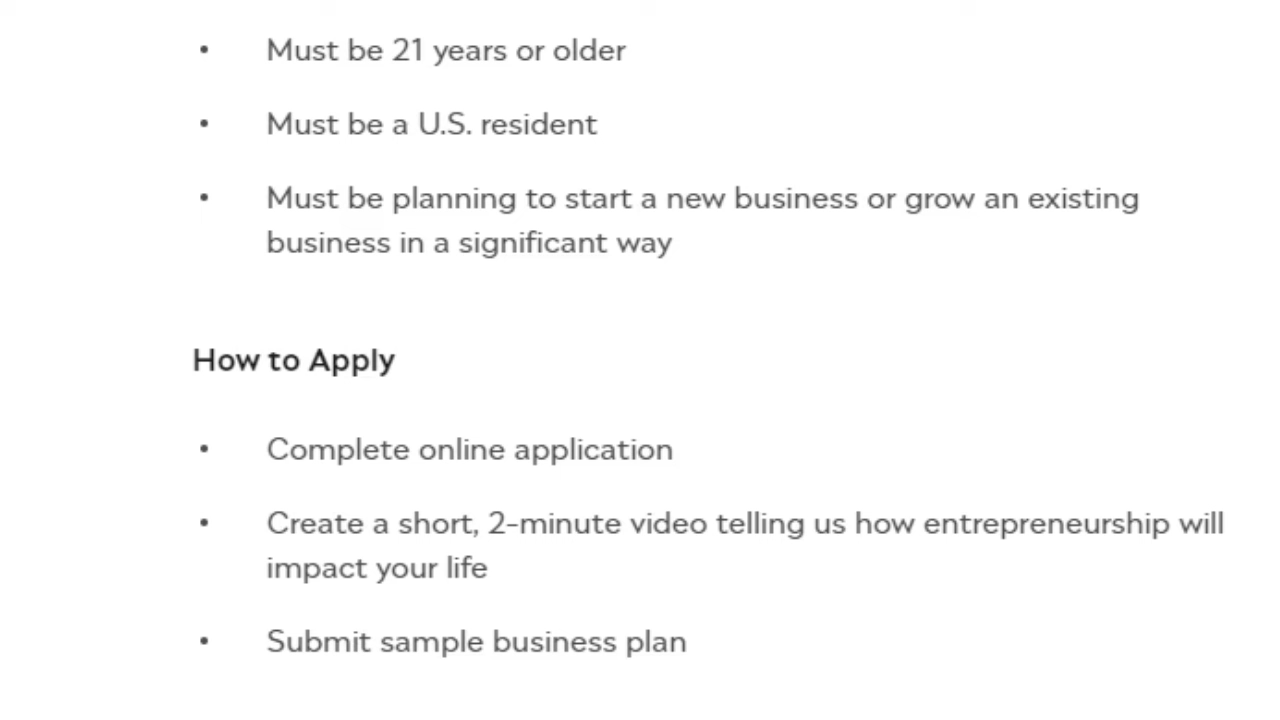 • Must be 21 years or older
• Must be a U.S. resident
• Must be planning to start a new business or grow an existing
business in a significant way
How to Apply
• Complete online application
• Create a short, 2-minute video telling us how entrepreneurship will
impact your life
• Submit sample business plan